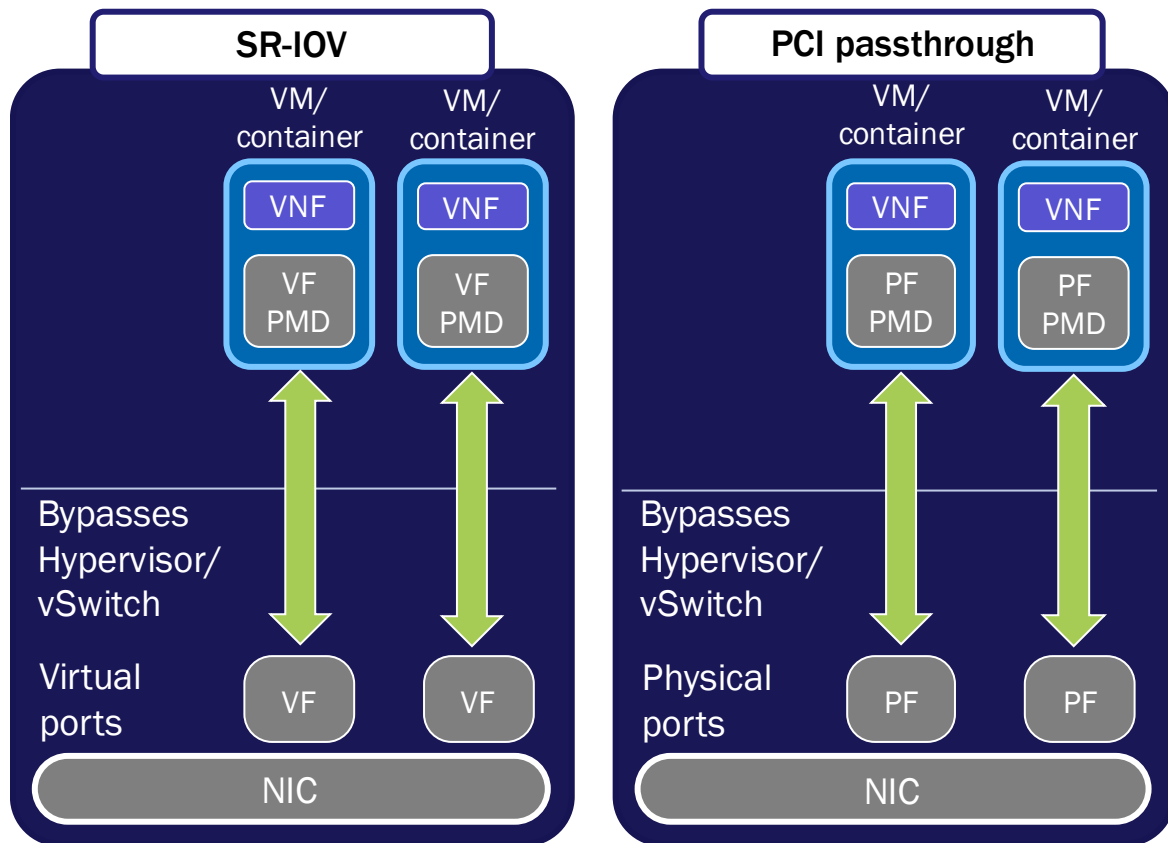 SR-IOV
VM/
container
VM/
container
VNF
VNF
VF
PMD
VF
PMD
Bypasses
Hypervisor/
vSwitch
Virtual
ports
VF
VF
NIC
PCI passthrough
VM/
container
VM/
container
VNF
VNF
PF
PMD
PF
PMD
Bypasses
Hypervisor/
vSwitch
Physical
ports
PF
PF
NIC